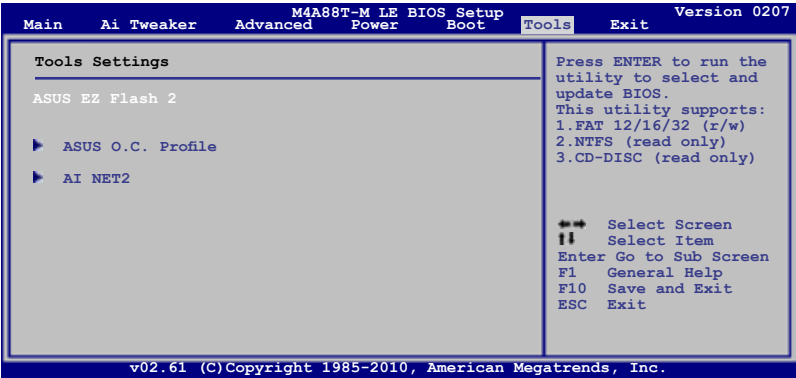 M4A88T-M LE BIOS Setup Version 0207
Main Ai Tweaker Advanced Power Boot Tools Exit
Tools Settings
ASUS EZ Flash 2
ASUS O.C. Profile
AI NET2
Press ENTER to run the
utility to select and
update BIOS.
This utility supports:
1.FAT 12/16/32 (r/w)
2.NTFS (read only)
3.CD-DISC (read only)
Select Screen
Select Item
Enter Go to Sub Screen
F1 General Help
F10 Save and Exit
ESC Exit
v02.61 (C)Copyright 1985-2010, American Megatrends, Inc.